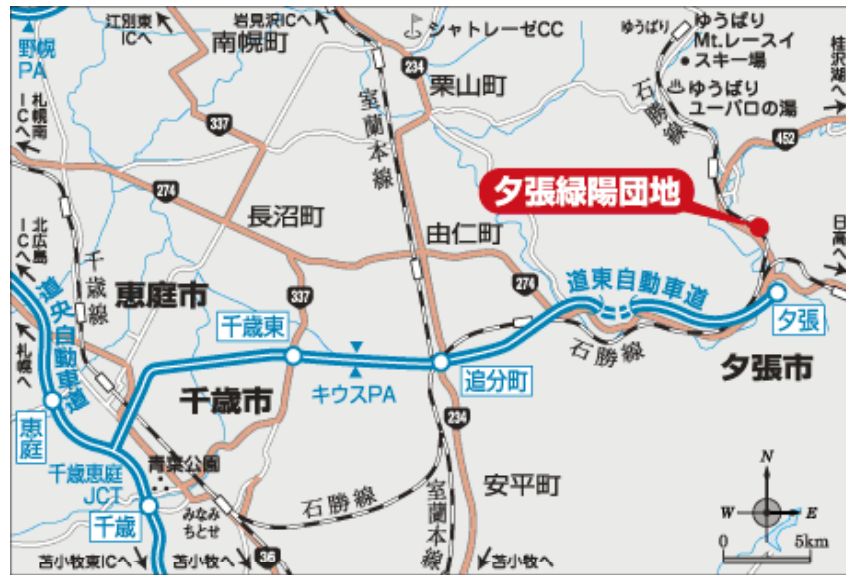 江別東
ICへ
岩見沢ICへ
シャトレーゼCC
ゆうばり
ゆうばり
Mt.レースイ
スキー場
桂沢湖へ
野幌
PA
南幌町
234
栗山町
ゆうばり
ユーパロの湯
札幌南
ICへ
337
室蘭本線
石勝線
452
274
夕張緑陽団地
長沼町
由仁町
日高へ
北広島
ICへ
千歳線
恵庭市
337
274
道東自動車道
道央自動車道
千歳東
夕張
札幌へ
石勝線
夕張市
千歳市
キウスPA
追分町
恵庭
234
千歳恵庭
JCT
青葉公園
石勝線
室蘭本線
安平町
N
W
E
千歳
みなみ
ちとせ
0
5km
苫小牧東ICへ
苫小牧へ
36
苫小牧へ